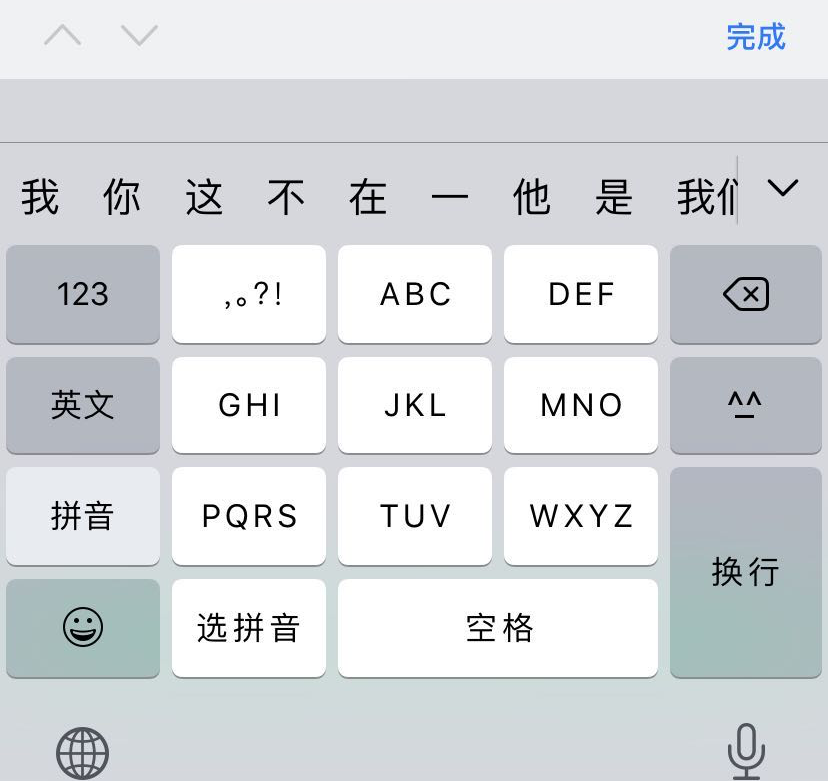 完成
我 你 这 不 在 一 他 是 我们
123 ,。?! ABC DEF
英文 GHI JKL MNO ^_^
拼音 PQRS TUV WXYZ
换行
选拼音 空格